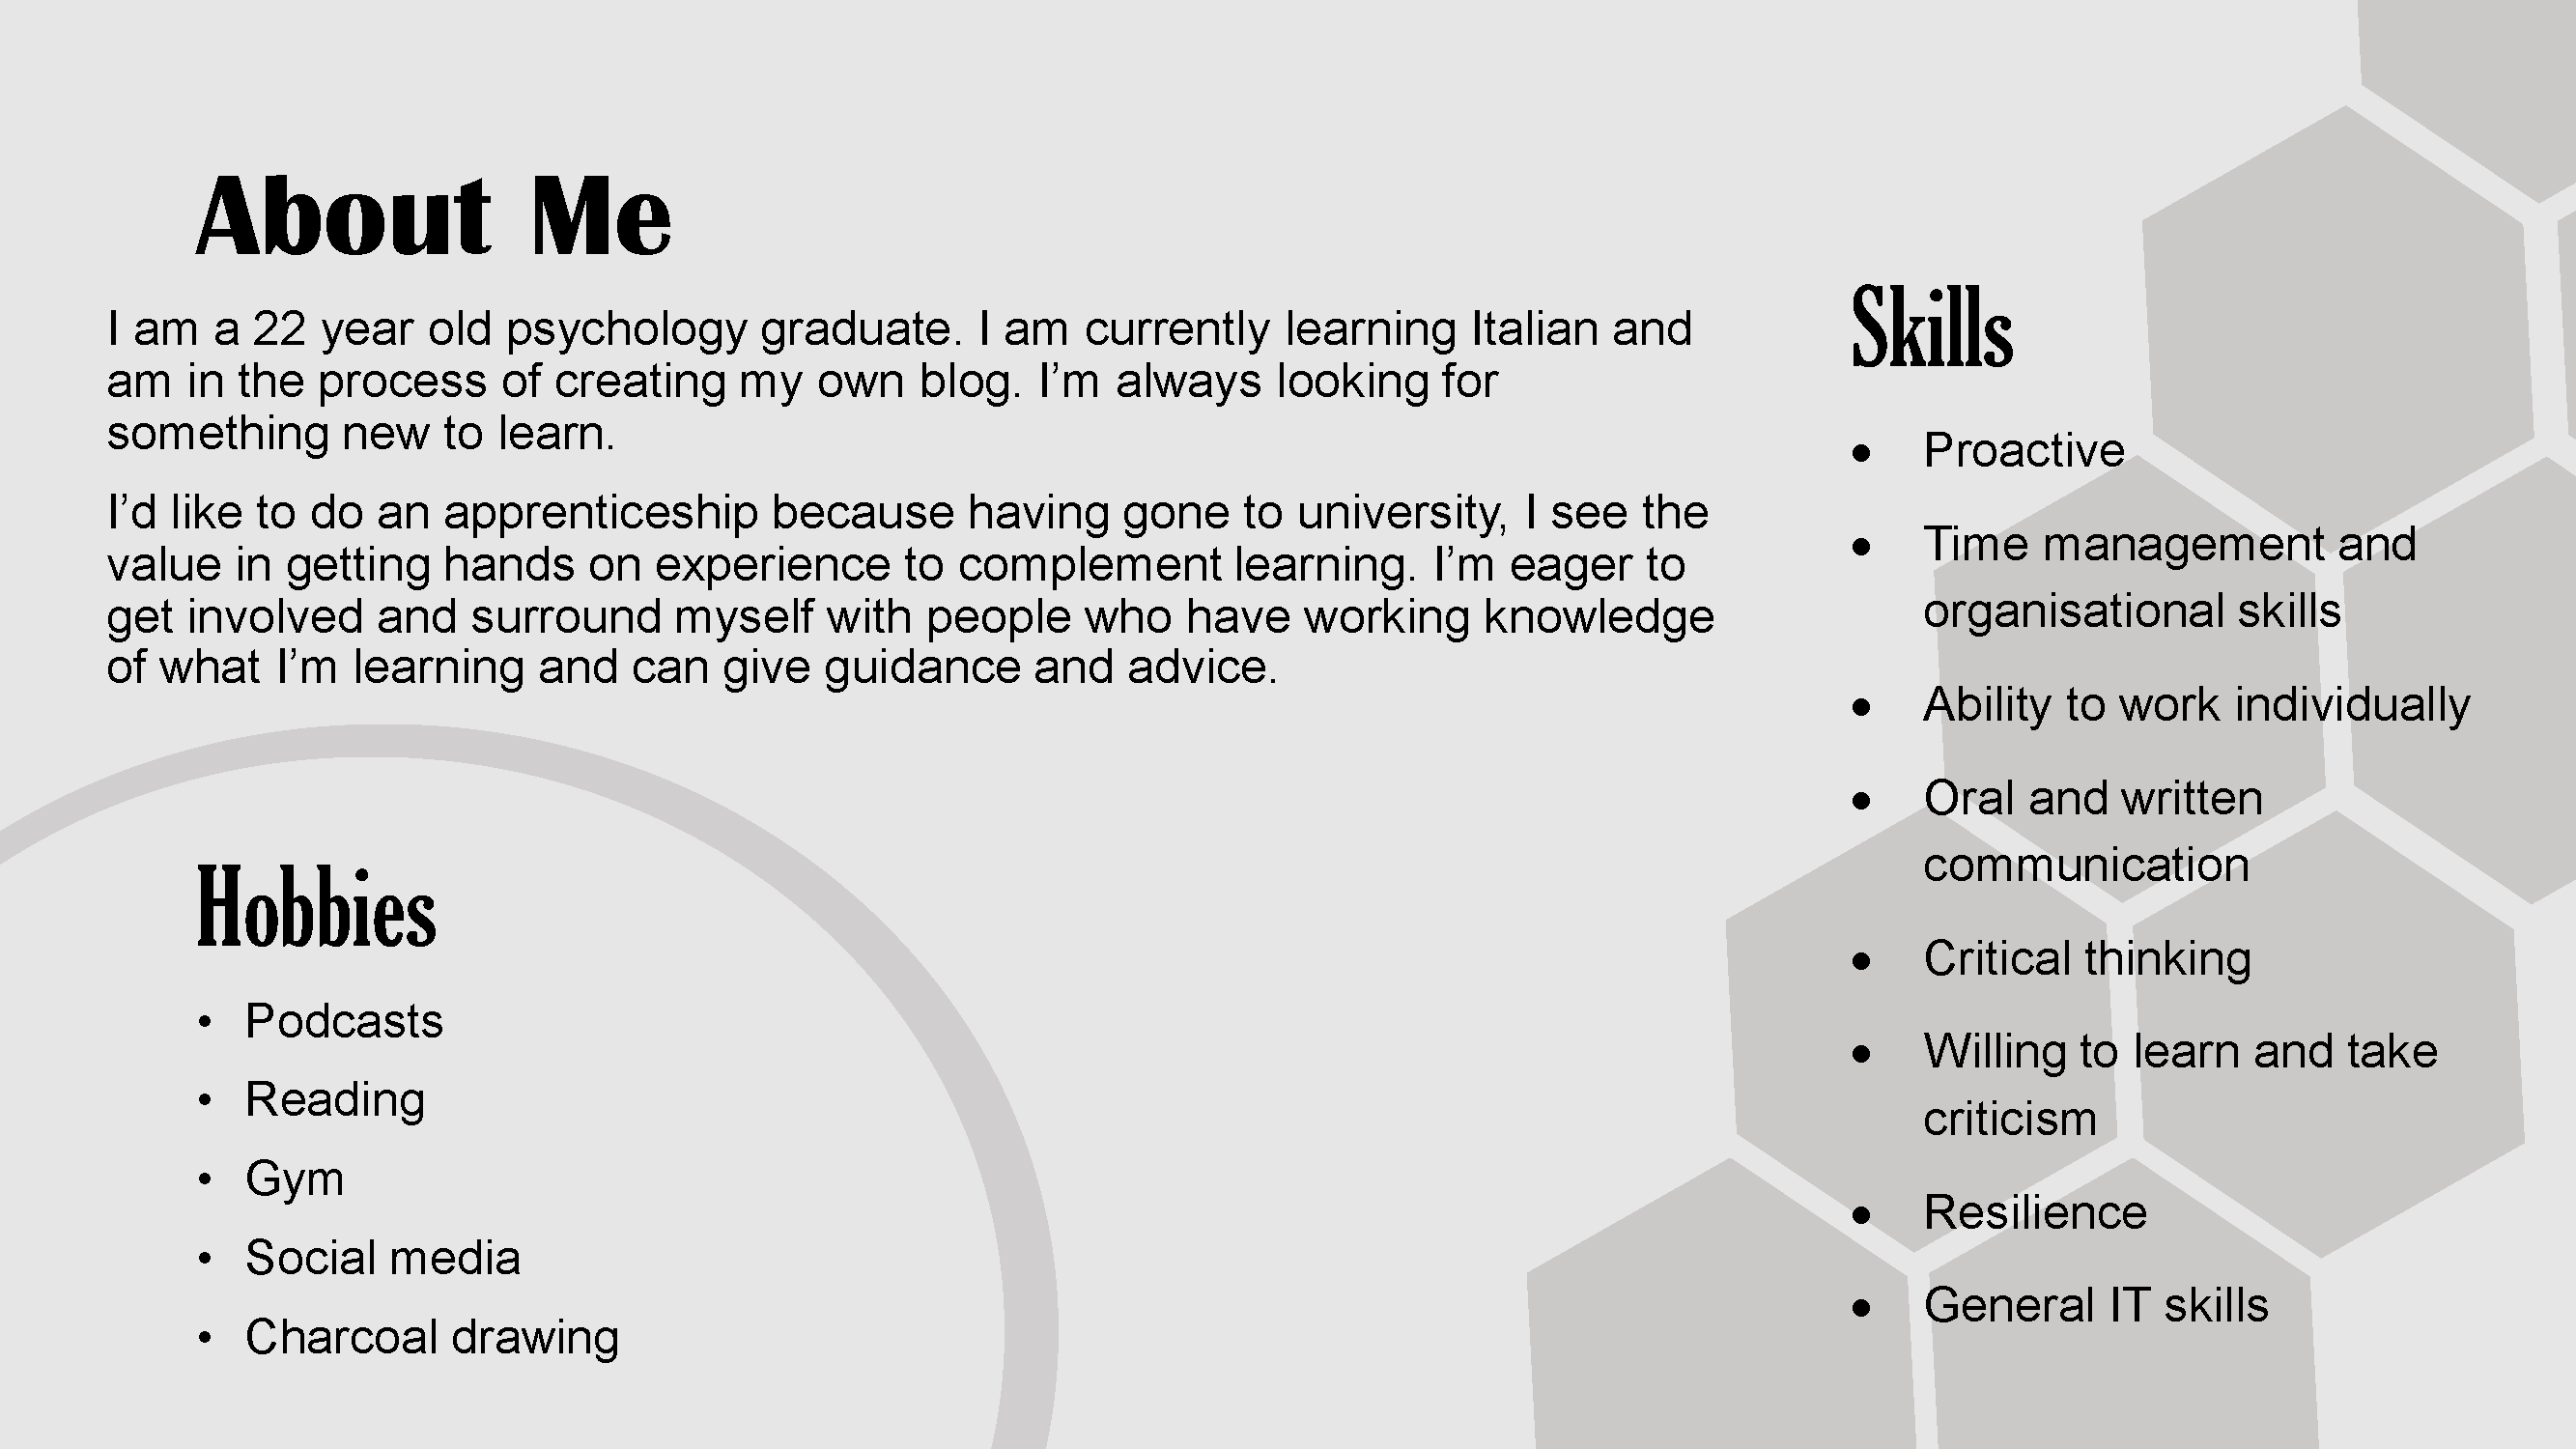 About Me
I am a 22 year old psychology graduate. I am currently learning Italian and
am in the process of creating my own blog. I’m always looking for
something new to learn.
I’d like to do an apprenticeship because having gone to university, I see the
value in getting hands on experience to complement learning. I’m eager to
get involved and surround myself with people who have working knowledge
of what I’m learning and can give guidance and advice.
Hobbies
• Podcasts
• Reading
• Gym
• Social media
• Charcoal drawing
Skills
• Proactive
• Time management and
organisational skills
• Ability to work individually
• Oral and written
communication
• Critical thinking
• Willing to learn and take
criticism
• Resilience
• General IT skills